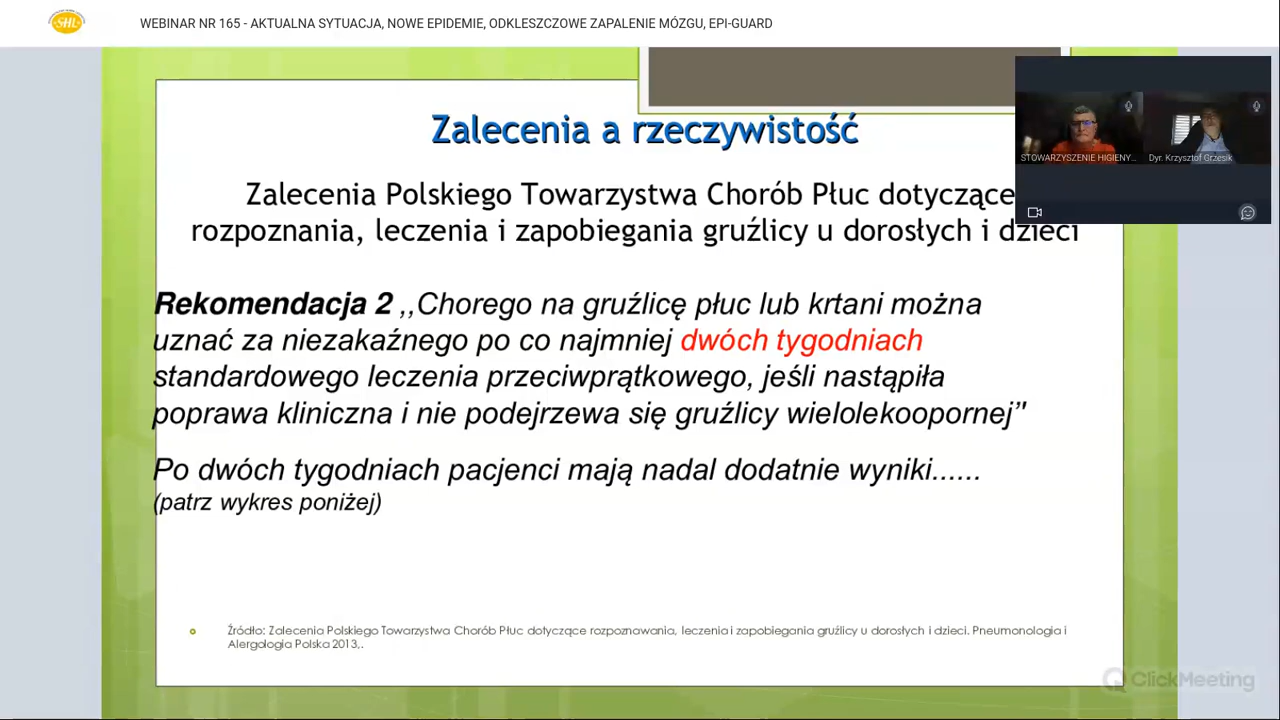 SHL
WEBINAR NR 165 - AKTUALNA SYTUACJA, NOWE EPIDEMIE, ODKLESZCZOWE ZAPALENIE MÓZGU, EPI-GUARD
Zalecenia a rzeczywistość
STOWARZYSZENIE HIGIENY...
Dyr. Krzysztof Grzesik
Zalecenia Polskiego Towarzystwa Chorób Płuc dotyczące
rozpoznania, leczenia i zapobiegania gruźlicy u dorosłych i dzieci
Rekomendacja 2 ,,Chorego na gruźlicę płuc lub krtani można
uznać za niezakaźnego po co najmniej dwóch tygodniach
standardowego leczenia przeciwprątkowego, jeśli nastąpiła
poprawa kliniczna i nie podejrzewa się gruźlicy wielolekoopornej”
Po dwóch tygodniach pacjenci mają nadal dodatnie wyniki......
(patrz wykres poniżej)
Źródło: Zalecenia Polskiego Towarzystwa Chorób Płuc dotyczące rozpoznawania, leczenia i zapobiegania gruźlicy u dorosłych i dzieci. Pneumonologia i
Alergologia Polska 2013,.
ClickMeeting